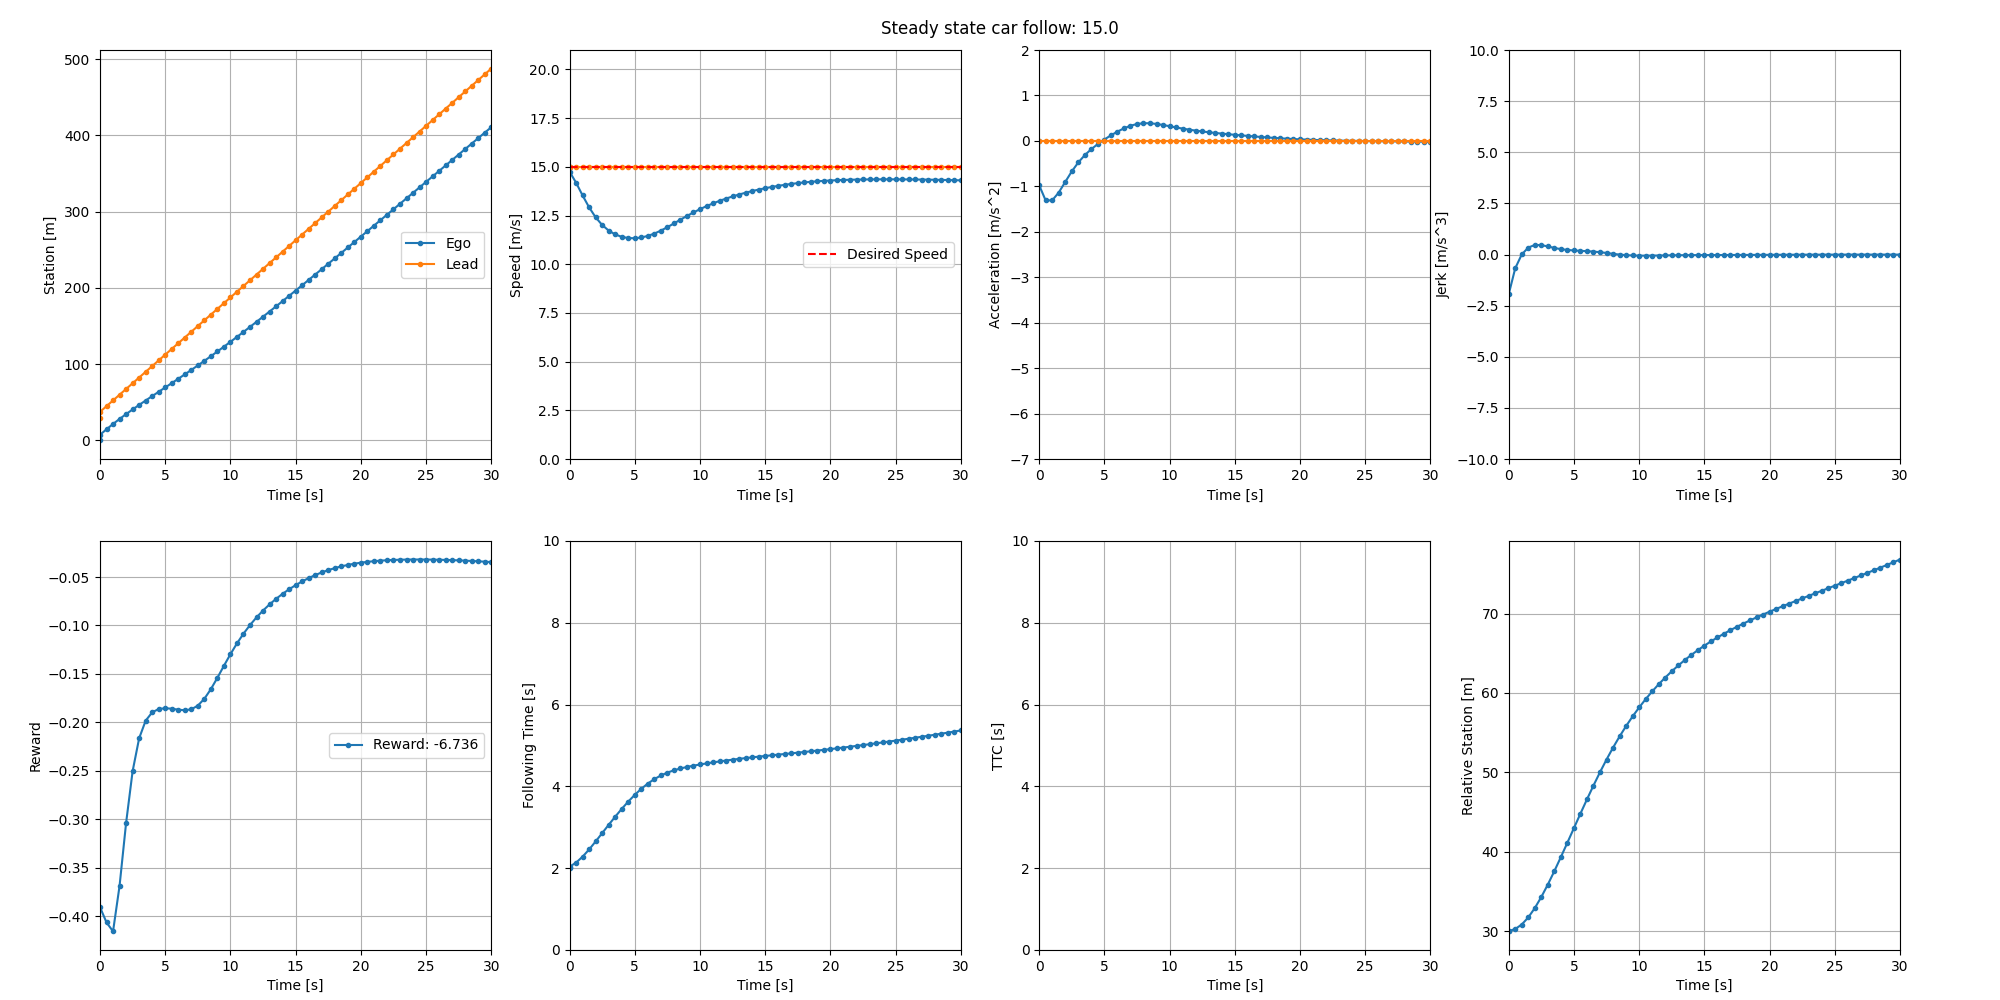 Steady state car follow: 15.0
Station [m]
500
400
300
200
100
0
Ego
Lead
0 5 10 15 20 25 30
Time [s]
Speed [m/s]
20.0
17.5
15.0
12.5
10.0
7.5
5.0
2.5
0.0
Desired Speed
0 5 10 15 20 25 30
Time [s]
Acceleration [m/s^2]
2
1
0
−1
−2
−3
−4
−5
−6
−7
0 5 10 15 20 25 30
Time [s]
Jerk [m/s^3]
10.0
7.5
5.0
2.5
0.0
−2.5
−5.0
−7.5
−10.0
0 5 10 15 20 25 30
Time [s]
Reward
−0.05
−0.10
−0.15
−0.20
−0.25
−0.30
−0.35
−0.40
Reward: -6.736
0 5 10 15 20 25 30
Time [s]
Following Time [s]
10
8
6
4
2
0
0 5 10 15 20 25 30
Time [s]
TTC [s]
10
8
6
4
2
0
0 5 10 15 20 25 30
Time [s]
Relative Station [m]
70
60
50
40
30
0 5 10 15 20 25 30
Time [s]